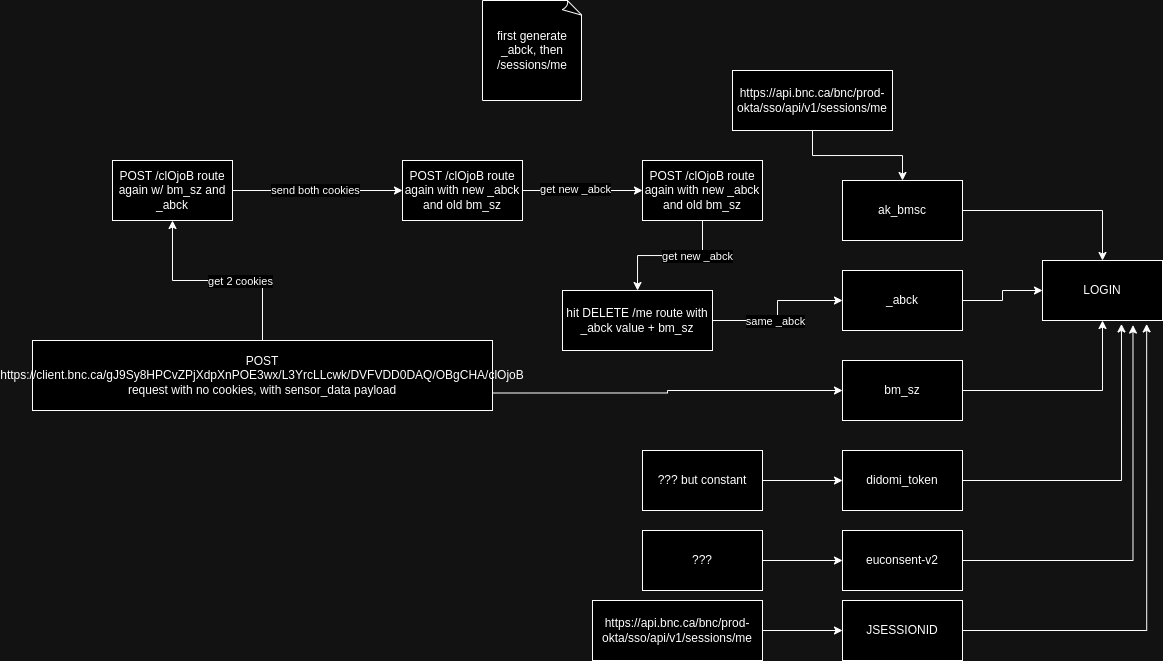 first generate
_abck, then
/sessions/me
https://api.bnc.ca/bnc/prod-
okta/sso/api/v1/sessions/me
POST /clOjoB route
again w/ bm_sz and
_abck
send both cookies
POST /clOjoB route
again with new _abck
and old bm_sz
get new _abck
POST /clOjoB route
again with new _abck
and old bm_sz
ak_bmsc
get new _abck
get 2 cookies
hit DELETE /me route with
_abck value + bm_sz
same _abck
_abck
LOGIN
POST
https://client.bnc.ca/gJ9Sy8HPCvZPjXdpXnPOE3wx/L3YrcLLcwk/DVFVDD0DAQ/OBgCHA/clOjoB
request with no cookies, with sensor_data payload
bm_sz
??? but constant
didomi_token
???
euconsent-v2
https://api.bnc.ca/bnc/prod-
okta/sso/api/v1/sessions/me
JSESSIONID